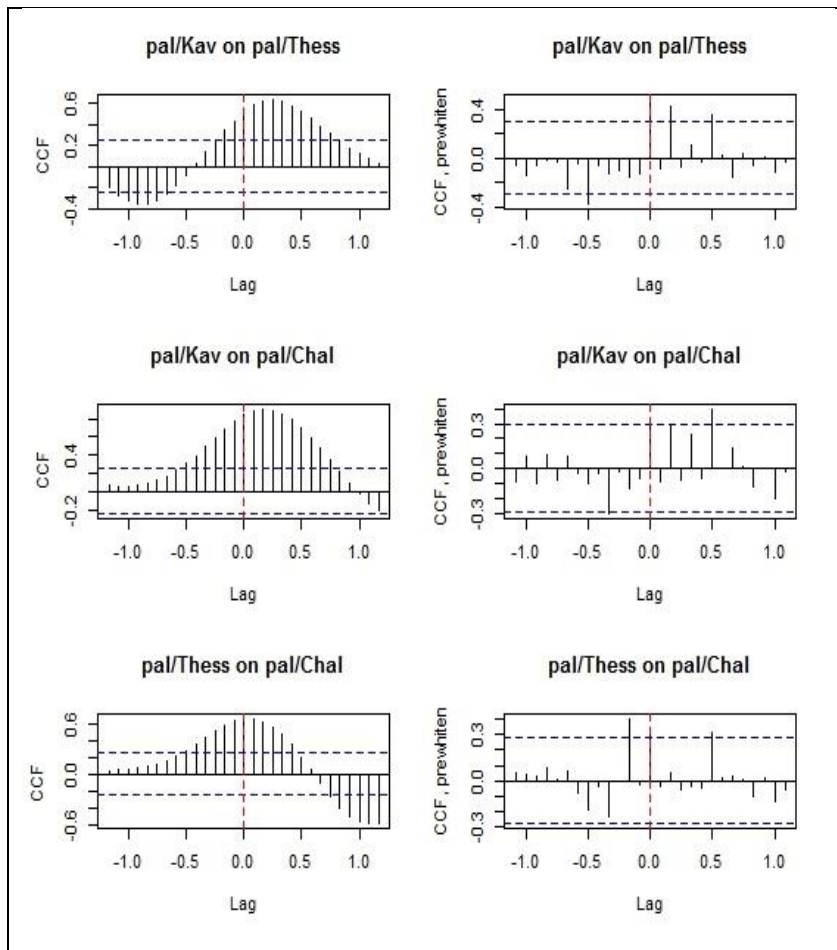 pal/Kav on pal/Thess
CCF
0.6
0.2
-0.4
-1.0 -0.5 0.0 0.5 1.0
Lag
pal/Kav on pal/Thess
CCF, prewhiten
0.4
0.0
-0.4
-1.0 -0.5 0.0 0.5 1.0
Lag
pal/Kav on pal/Chal
CCF
0.4
-0.2
-1.0 -0.5 0.0 0.5 1.0
Lag
pal/Kav on pal/Chal
CCF, prewhiten
0.3
0.0
-0.3
-1.0 -0.5 0.0 0.5 1.0
Lag
pal/Thess on pal/Chal
CCF
0.6
0.0
-0.6
-1.0 -0.5 0.0 0.5 1.0
Lag
pal/Thess on pal/Chal
CCF, prewhiten
0.3
0.0
-0.3
-1.0 -0.5 0.0 0.5 1.0
Lag